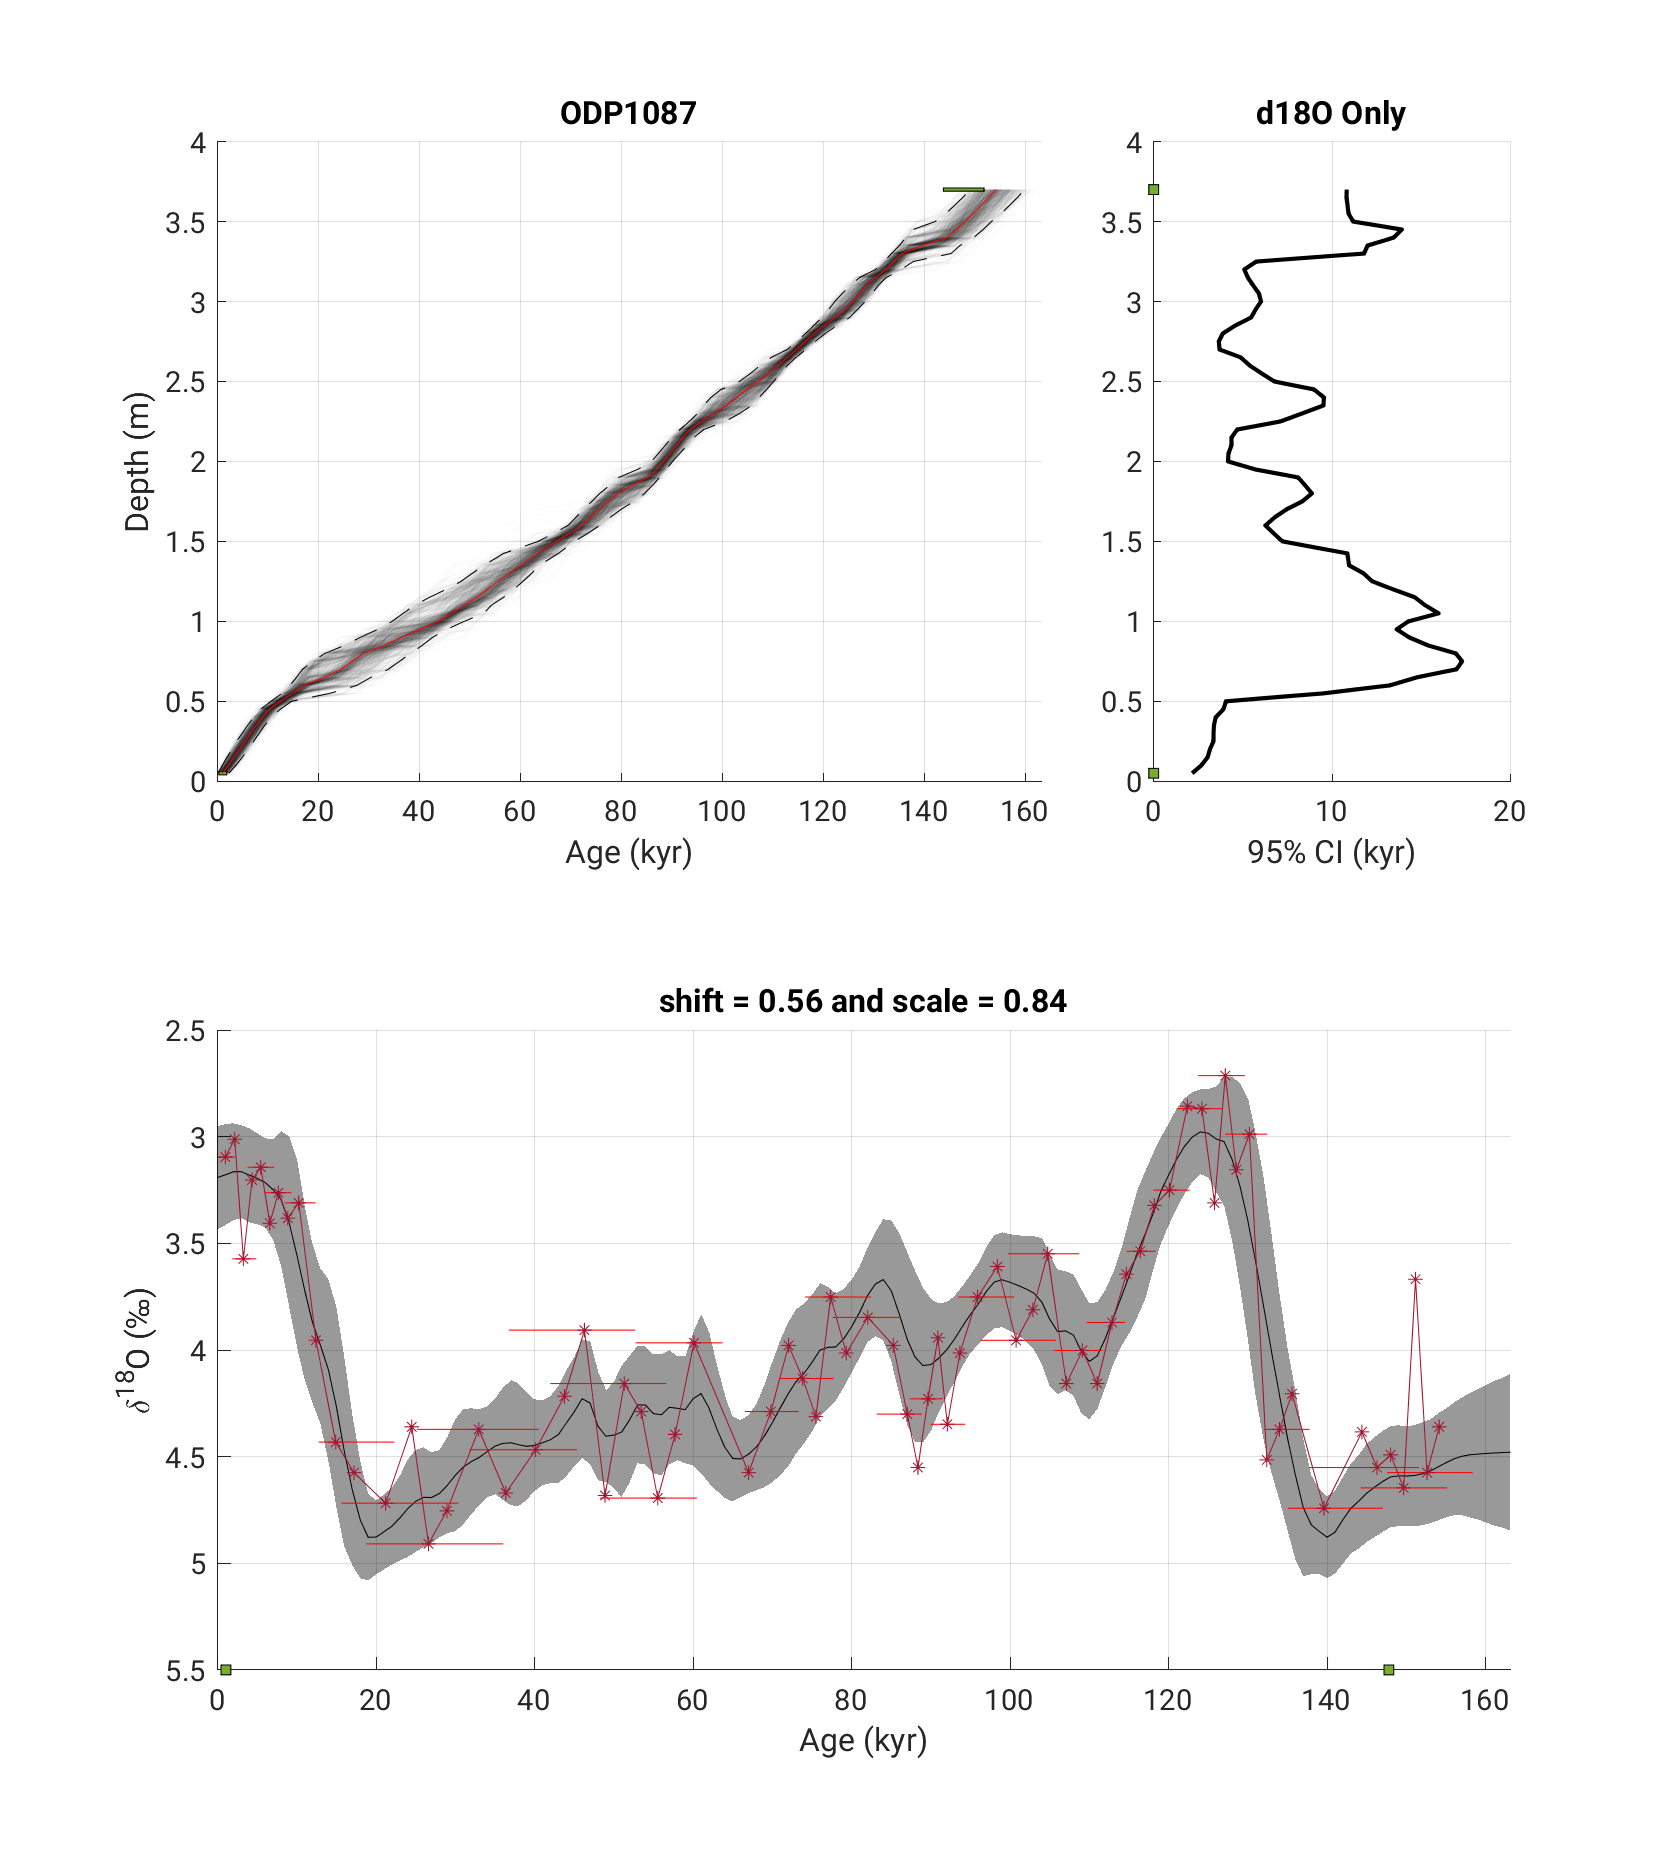 ODP1087
d18O Only
4
3.5
3
2.5
2
1.5
1
0.5
0
Depth (m)
0 20 40 60 80 100 120 140 160
Age (kyr)
4
3.5
3
2.5
2
1.5
1
0.5
0
0 10 20
95% CI (kyr)
shift = 0.56 and scale = 0.84
2.5
3
3.5
4
4.5
5
5.5
δ¹⁸O (‰)
0 20 40 60 80 100 120 140 160
Age (kyr)